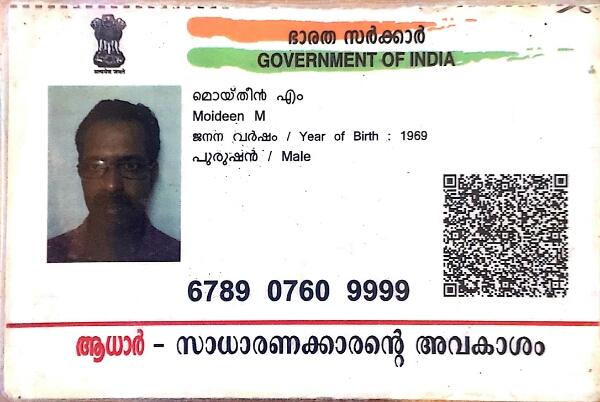 भാരത സർക്കാർ
GOVERNMENT OF INDIA
सत्यमेव जयते
മൊയ്തീൻ എം
Moideen M
ജനന വർഷം / Year of Birth : 1969
പുരുഷൻ / Male
6789 0760 9999
ആധാർ – സാധാരണക്കാരന്റെ അവകാശം